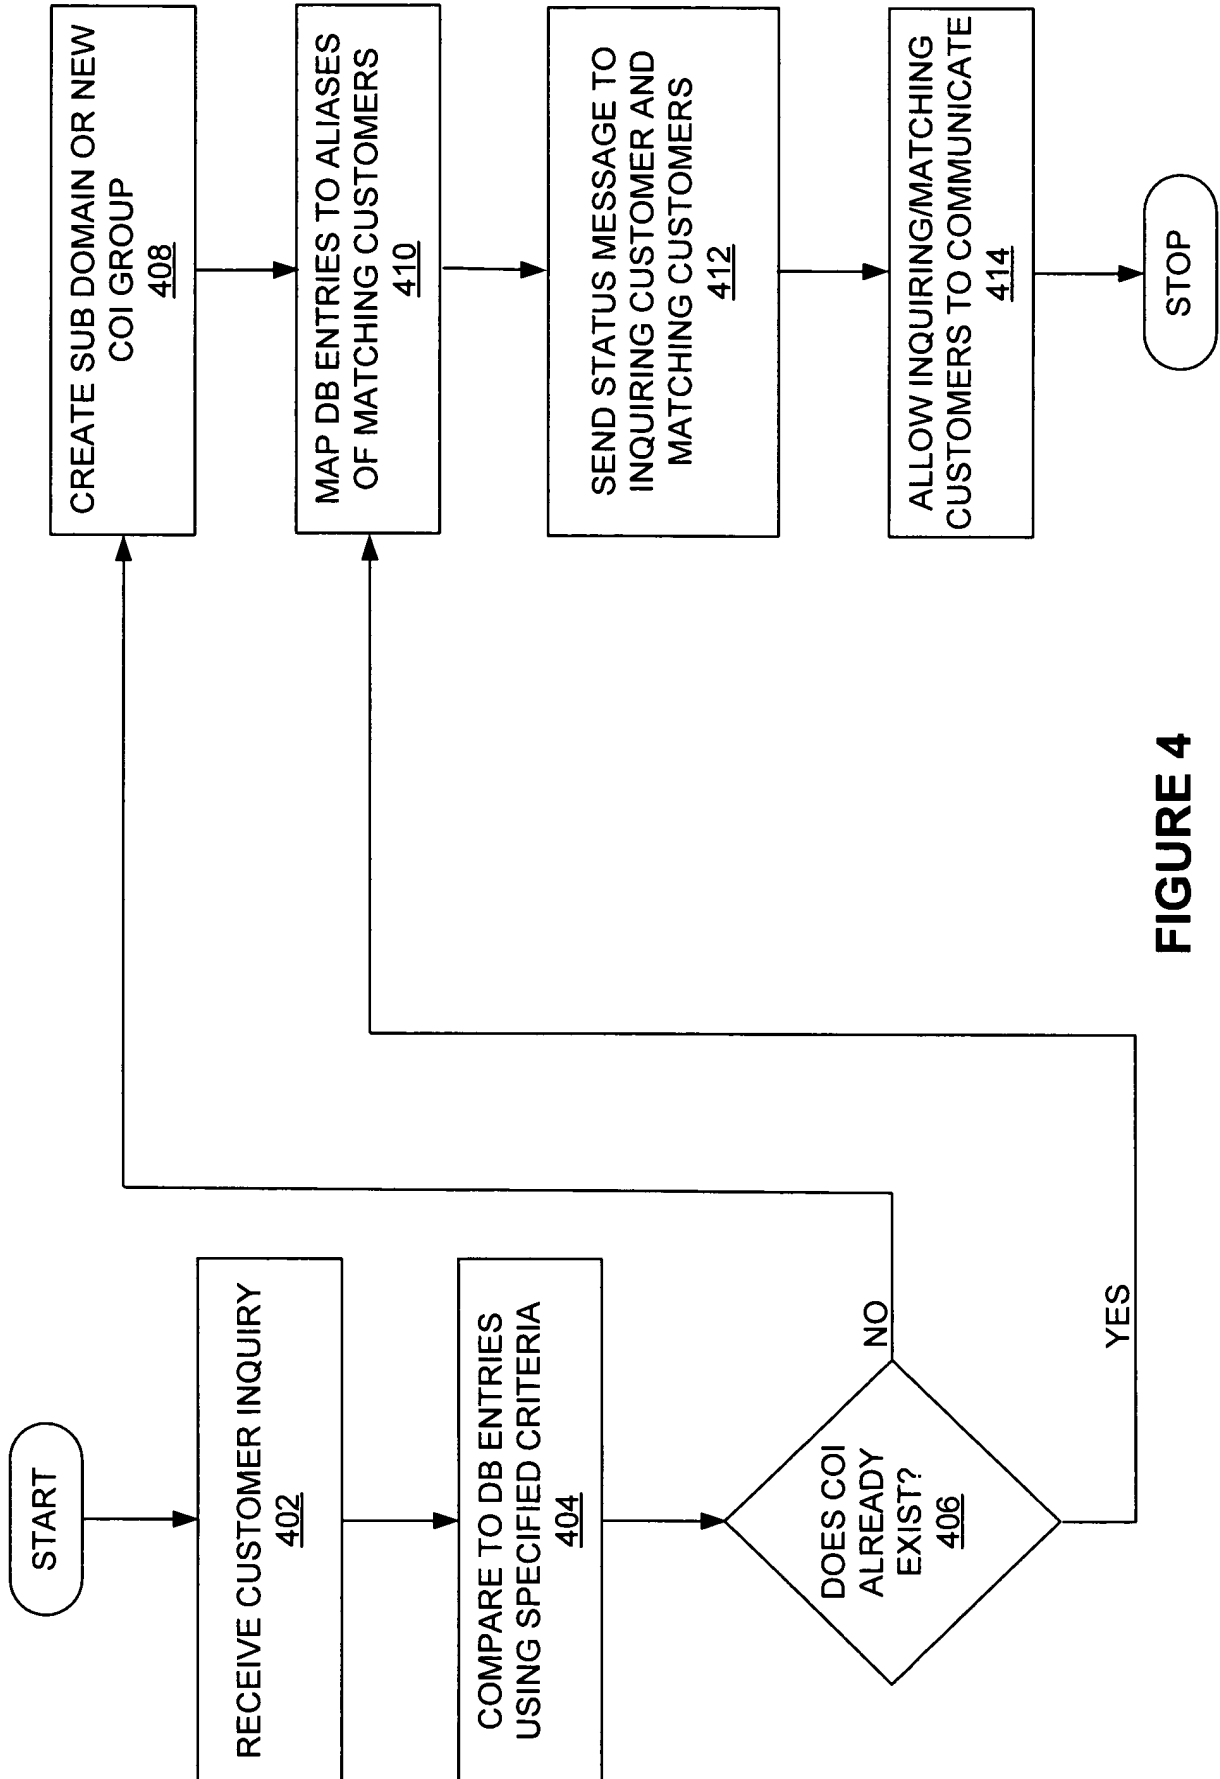 START
RECEIVE CUSTOMER INQUIRY
402
COMPARE TO DB ENTRIES
USING SPECIFIED CRITERIA
404
DOES COI
ALREADY
EXIST?
406
NO
YES
CREATE SUB DOMAIN OR NEW
COI GROUP
408
MAP DB ENTRIES TO ALIASES
OF MATCHING CUSTOMERS
410
SEND STATUS MESSAGE TO
INQUIRING CUSTOMER AND
MATCHING CUSTOMERS
412
ALLOW INQUIRING/MATCHING
CUSTOMERS TO COMMUNICATE
414
STOP
FIGURE 4